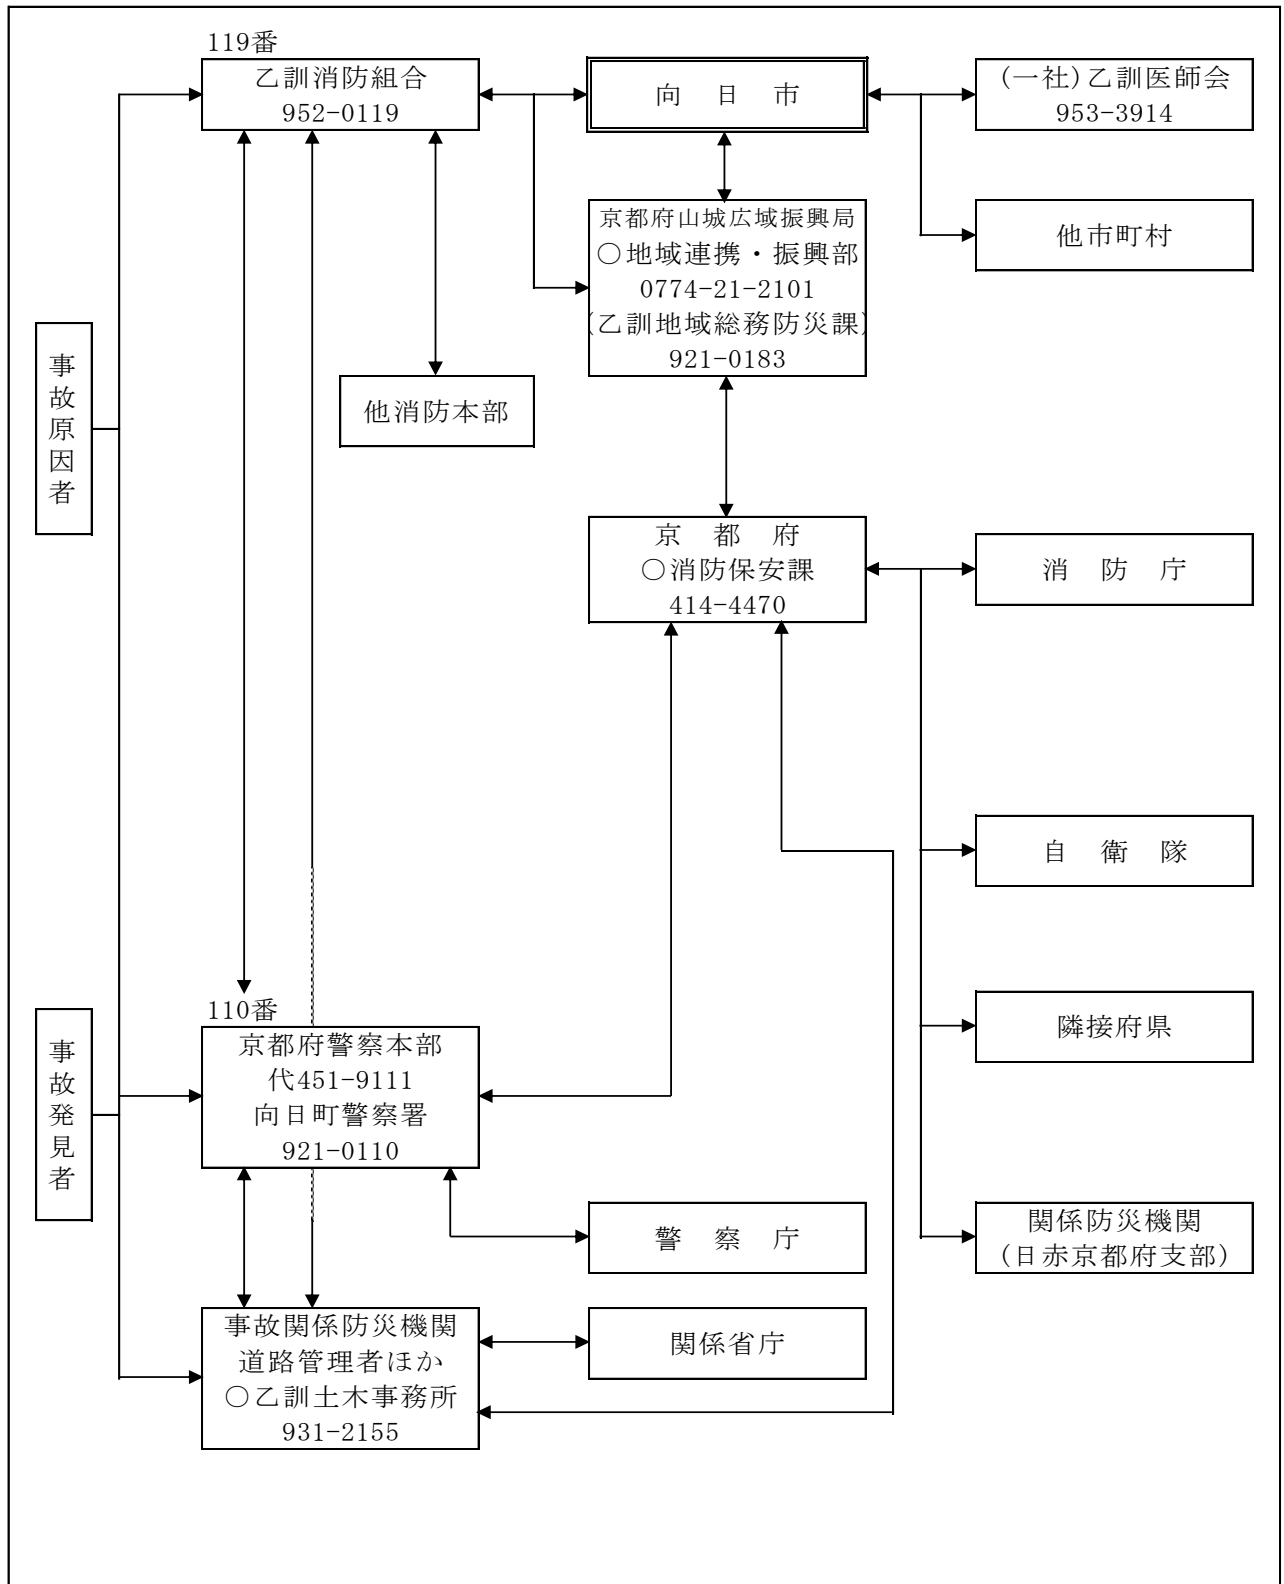 119番
乙訓消防組合
952-0119
向　日　市
(一社)乙訓医師会
953-3914
京都府山城広域振興局
○地域連携・振興部
0774-21-2101
(乙訓地域総務防災課)
921-0183
他市町村
事故原因者
他消防本部
京　都　府
○消防保安課
414-4470
消　防　庁
自　衛　隊
110番
京都府警察本部
代451-9111
向日町警察署
921-0110
隣接府県
事故発見者
警　察　庁
関係防災機関
(日赤京都府支部)
事故関係防災機関
道路管理者ほか
○乙訓土木事務所
931-2155
関係省庁